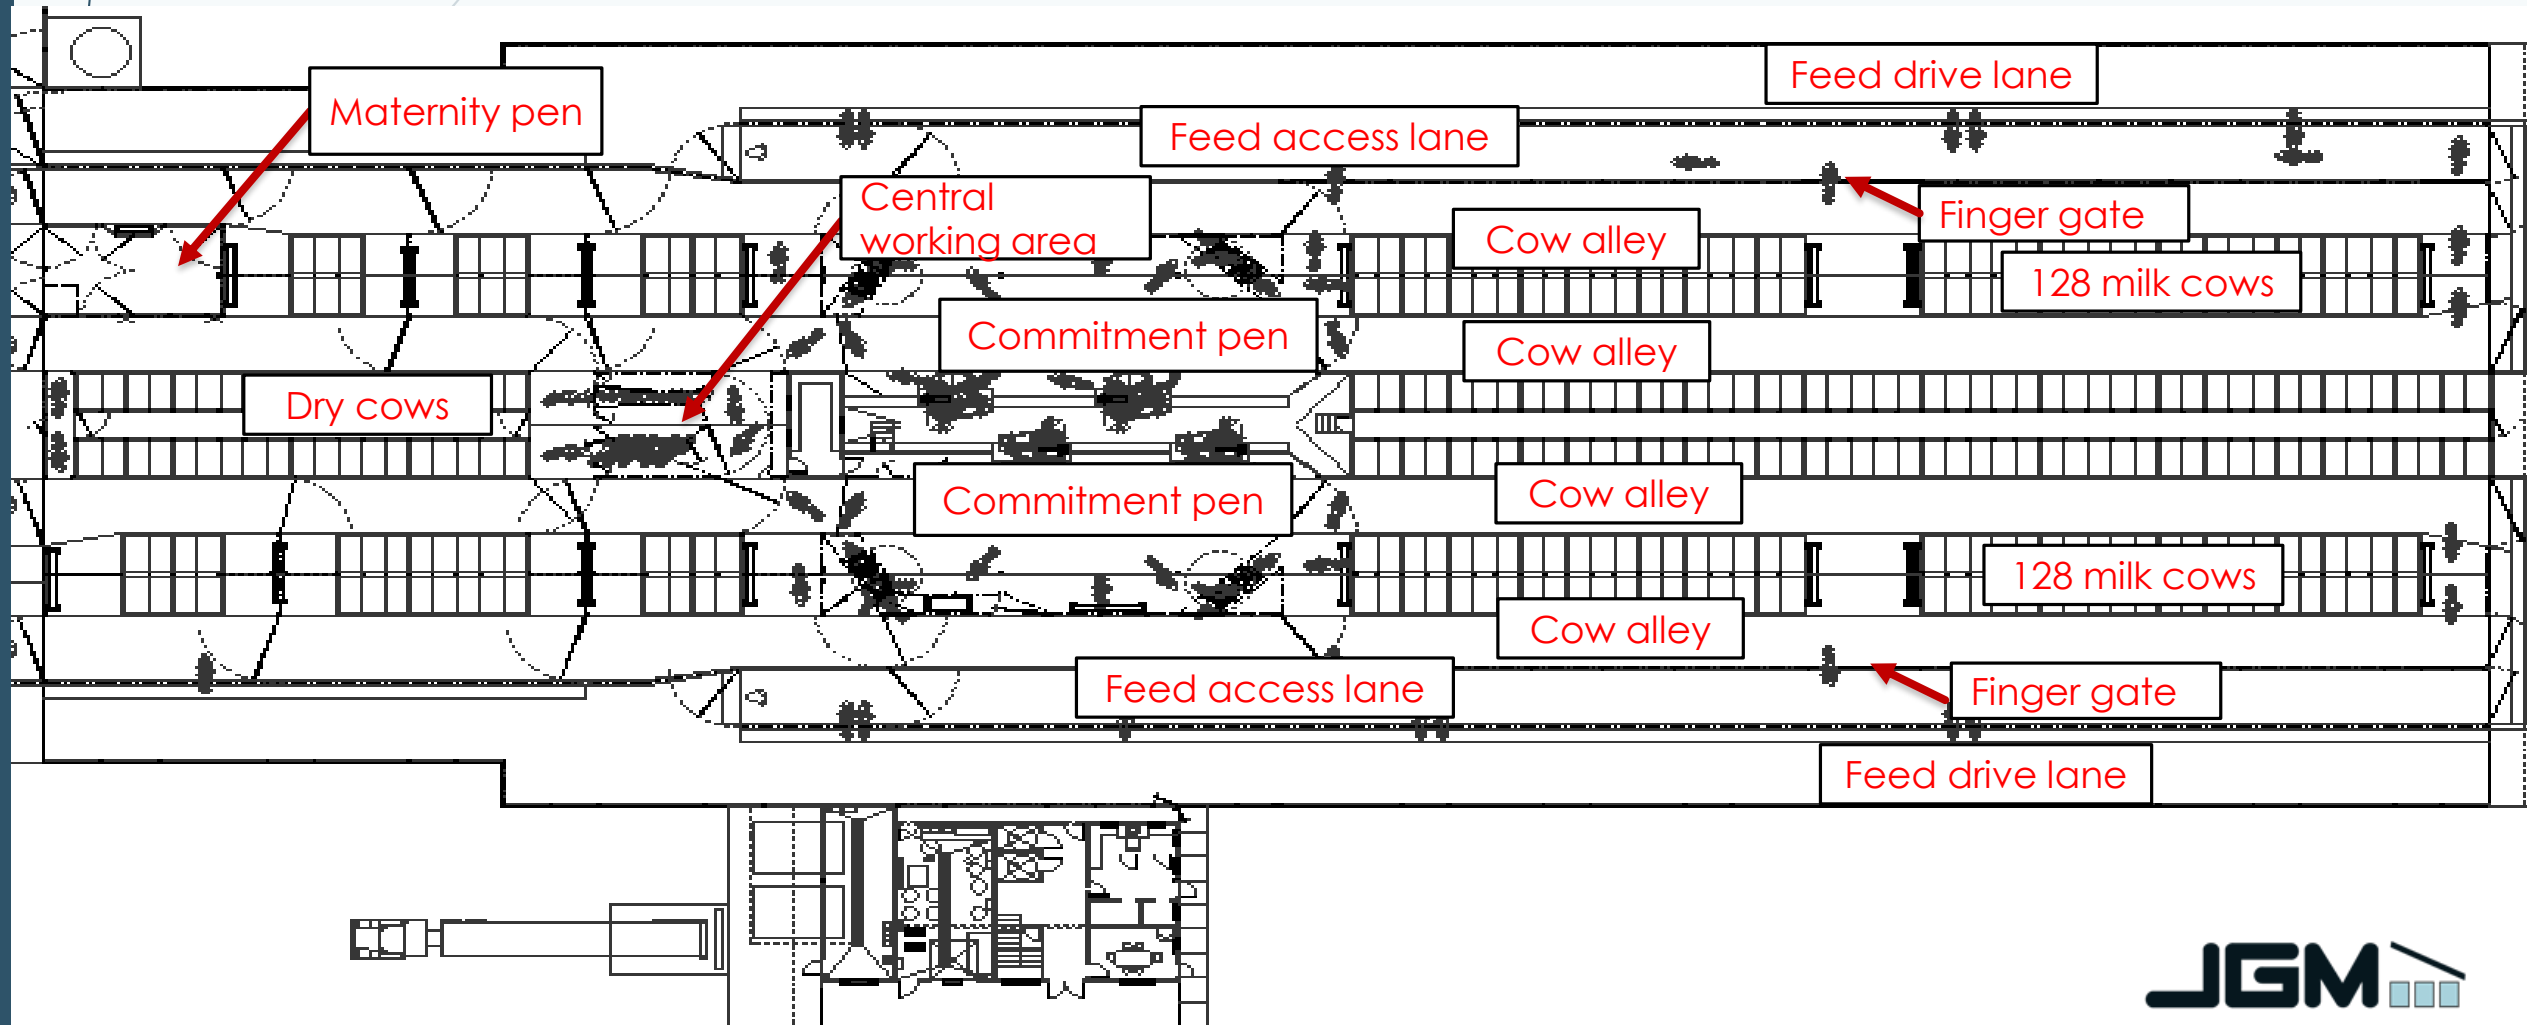 Feed drive lane
Maternity pen
Feed access lane
Central
working area
Finger gate
Cow alley
128 milk cows
Commitment pen
Cow alley
Dry cows
Commitment pen
Cow alley
128 milk cows
Cow alley
Feed access lane
Finger gate
Feed drive lane
JGM